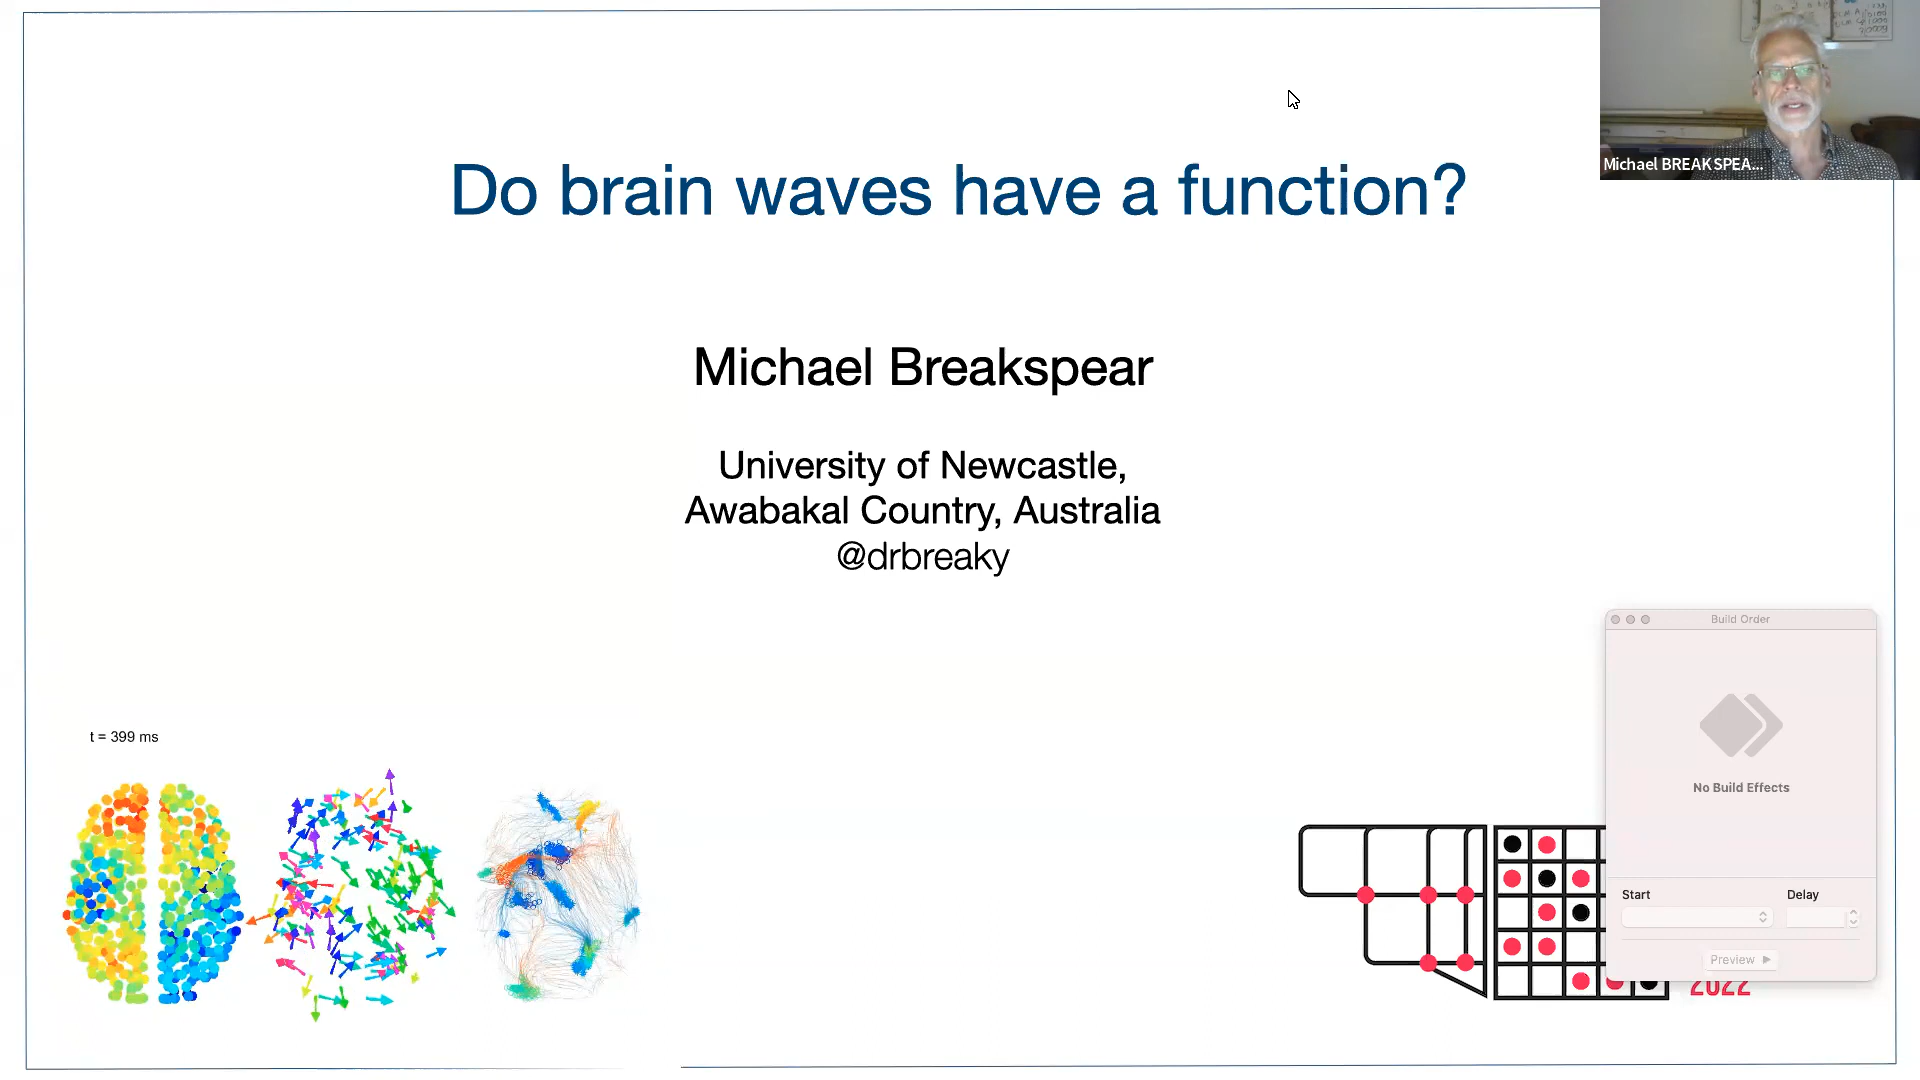 Do brain waves have a function?
Michael BREAKSPEA...
Michael Breakspear
University of Newcastle,
Awabakal Country, Australia
@drbreaky
t = 399 ms
Build Order
No Build Effects
Start
Delay
Preview
2022